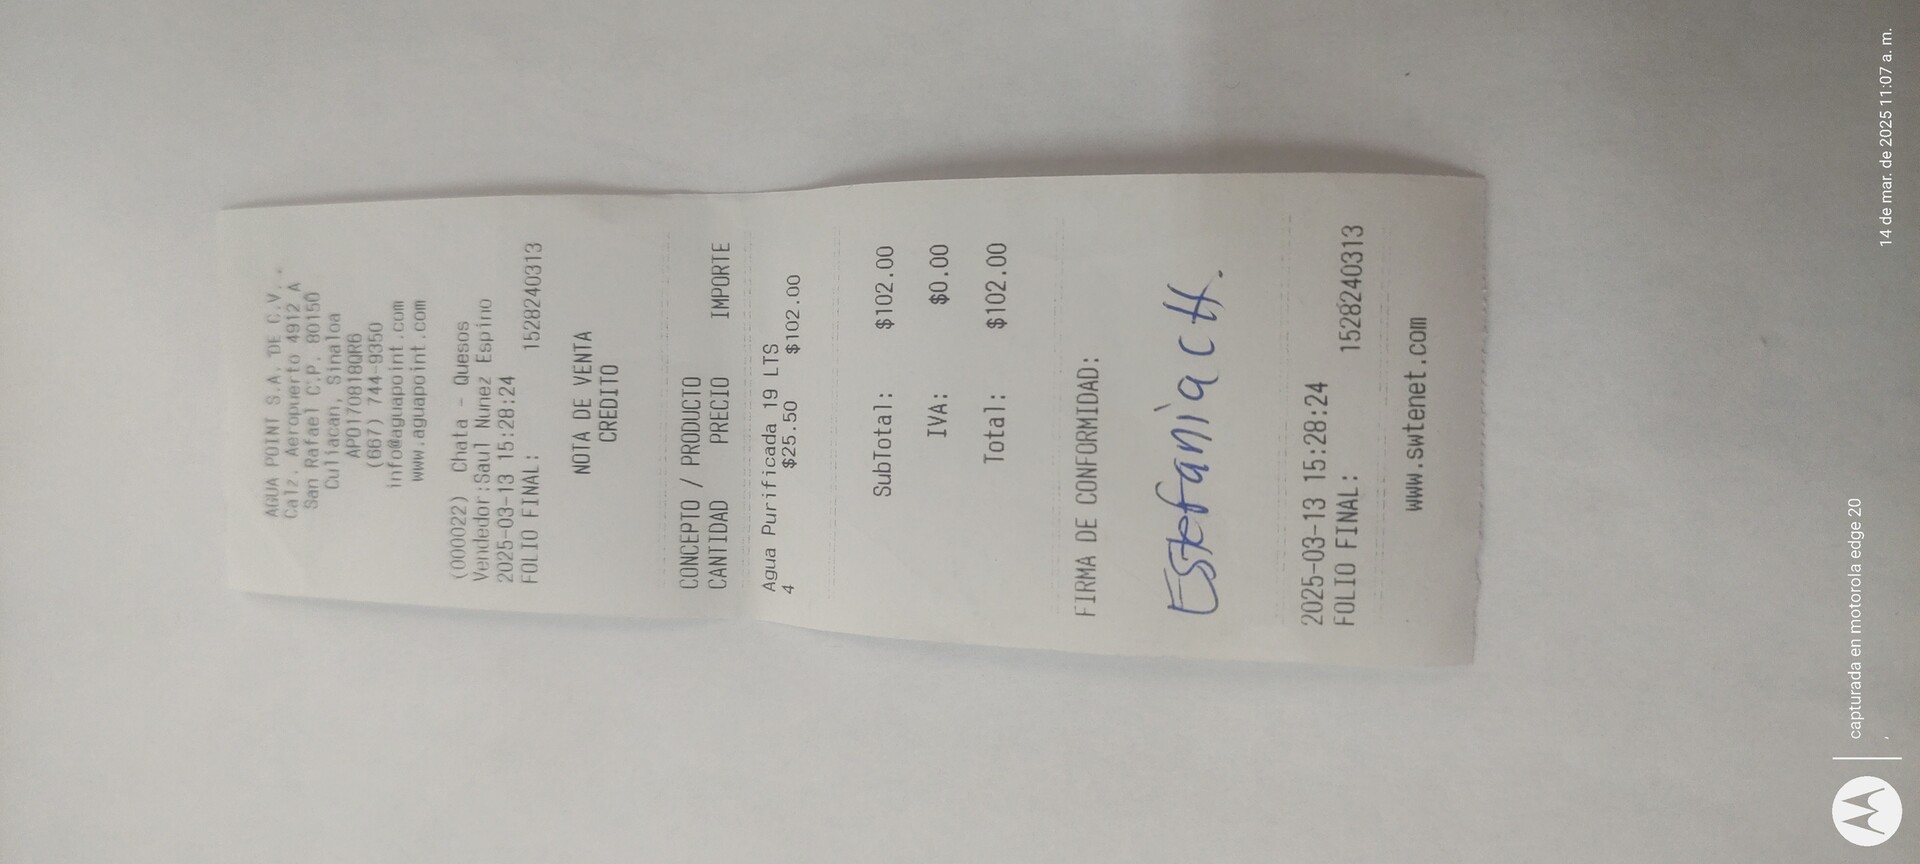 AGUA POINT S.A. DE C.V..
Calz. Aeropuerto 4912 A
San Rafael C.P. 80150
Culiacan, Sinaloa
APO170818QR6
(667) 744-9350
info@aguapoint.com
www.aguapoint.com
(000022) Chata - Quesos
Vendedor:Saul Nunez Espino
2025-03-13 15:28:24
FOLIO FINAL: 1528240313
NOTA DE VENTA
CREDITO
CONCEPTO / PRODUCTO
CANTIDAD PRECIO IMPORTE
Agua Purificada 19 LTS
4 $25.50 $102.00
SubTotal: $102.00
IVA: $0.00
Total: $102.00
FIRMA DE CONFORMIDAD:
Estefania CH.
2025-03-13 15:28:24
FOLIO FINAL: 1528240313
www.swtenet.com
capturada en motorola edge 20
14 de mar. de 2025 11:07 a. m.